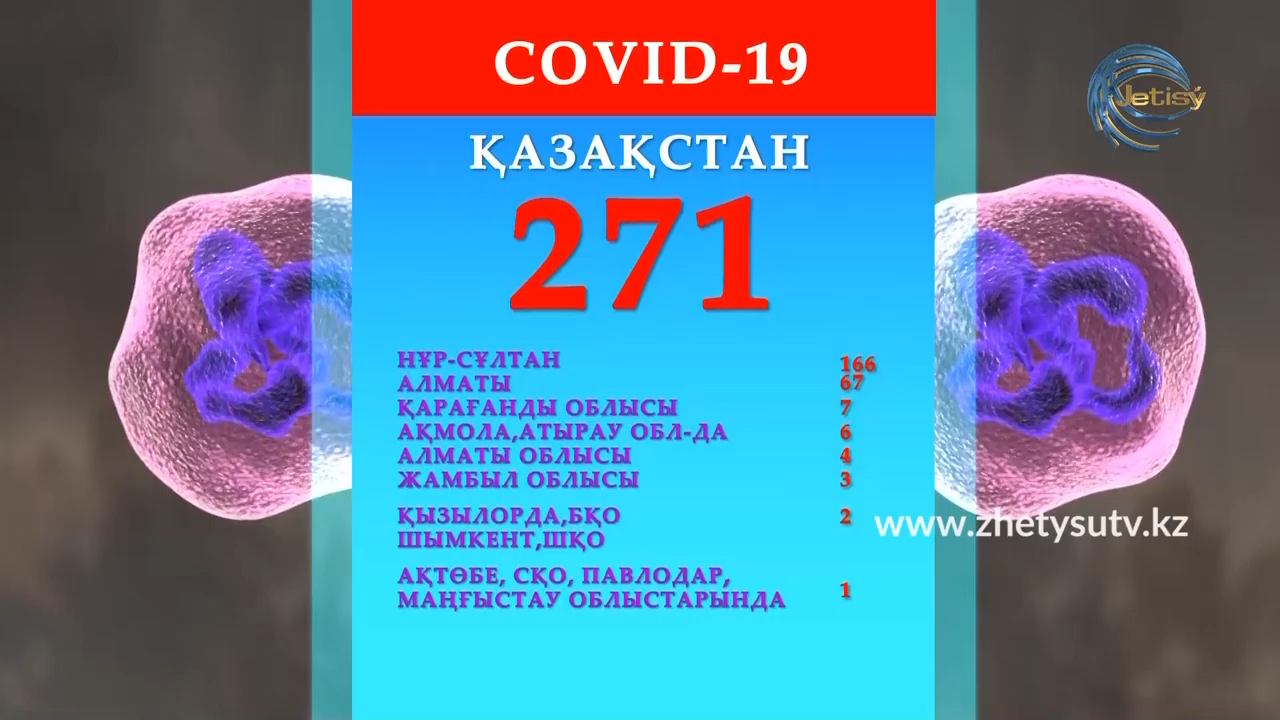 COVID-19
Jetisý
ҚАЗАҚСТАН
271
НҰР-СҰЛТАН 166
АЛМАТЫ 67
ҚАРАҒАНДЫ ОБЛЫСЫ 7
АҚМОЛА,АТЫРАУ ОБЛ-ДА 6
АЛМАТЫ ОБЛЫСЫ 4
ЖАМБЫЛ ОБЛЫСЫ 3
ҚЫЗЫЛОРДА,БҚО 2
ШЫМКЕНТ,ШҚО
www.zhetysutv.kz
АҚТӨБЕ, СҚО, ПАВЛОДАР,
МАҢҒЫСТАУ ОБЛЫСТАРЫНДА 1